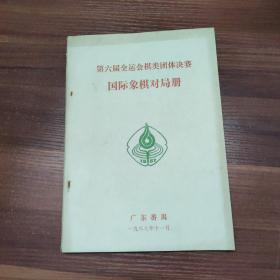 第六届全运会棋类团体决赛
国际象棋对局册
1987
广东番禺
一九八七年十一月